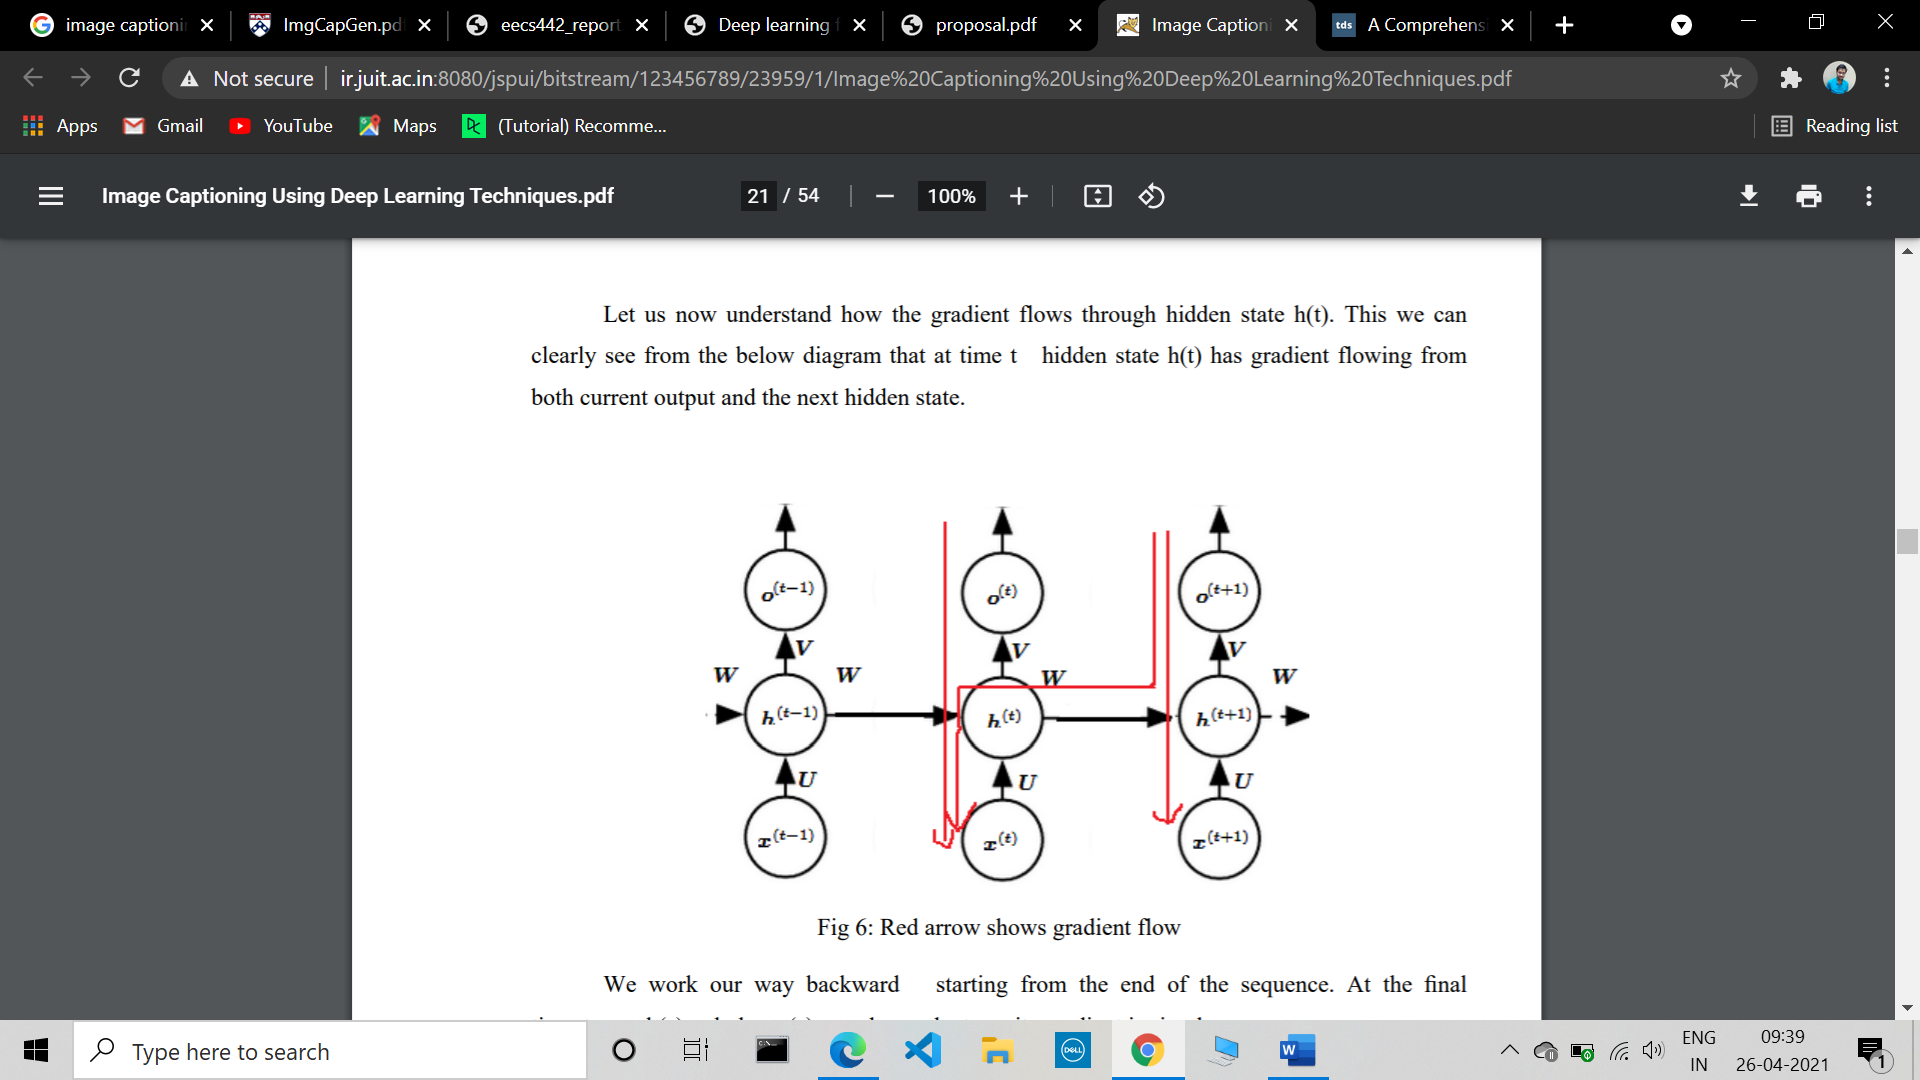 image captioni
ImgCapGen.pd
eecs442_report
Deep learning
proposal.pdf
Image Captioni
tds
A Comprehens
Not secure
ir.juit.ac.in:8080/jspui/bitstream/123456789/23959/1/Image%20Captioning%20Using%20Deep%20Learning%20Techniques.pdf
Apps
Gmail
YouTube
Maps
(Tutorial) Recomme...
Reading list
Image Captioning Using Deep Learning Techniques.pdf
21 / 54
100%
Let us now understand how the gradient flows through hidden state h(t). This we can
clearly see from the below diagram that at time t hidden state h(t) has gradient flowing from
both current output and the next hidden state.
o(t−1) o(t) o(t+1)
V V V
W W W W
h(t−1) h(t) h(t+1)
U U U
x(t−1) x(t) x(t+1)
Fig 6: Red arrow shows gradient flow
We work our way backward starting from the end of the sequence. At the final
Type here to search
DELL
W
ENG
IN
09:39
26-04-2021
1